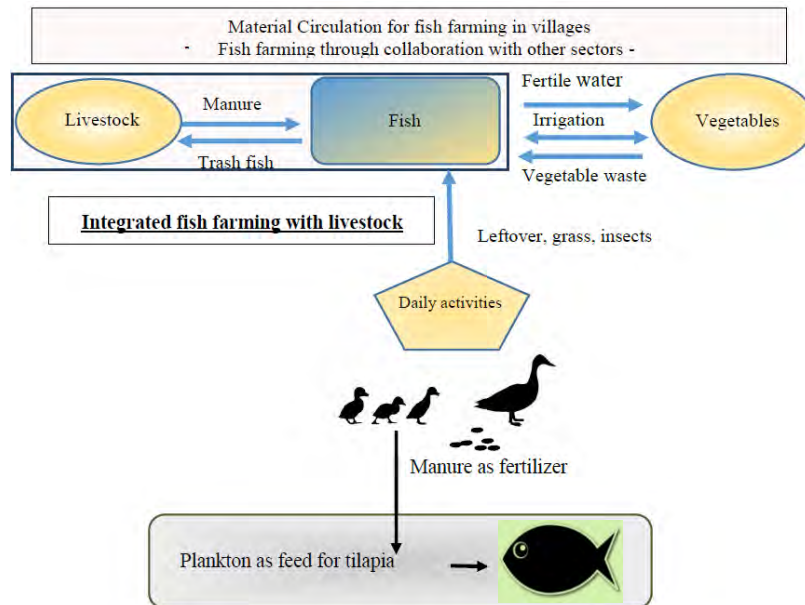 Material Circulation for fish farming in villages
- Fish farming through collaboration with other sectors -
Livestock
Manure
Trash fish
Fish
Fertile water
Irrigation
Vegetable waste
Vegetables
Integrated fish farming with livestock
Leftover, grass, insects
Daily activities
Manure as fertilizer
Plankton as feed for tilapia